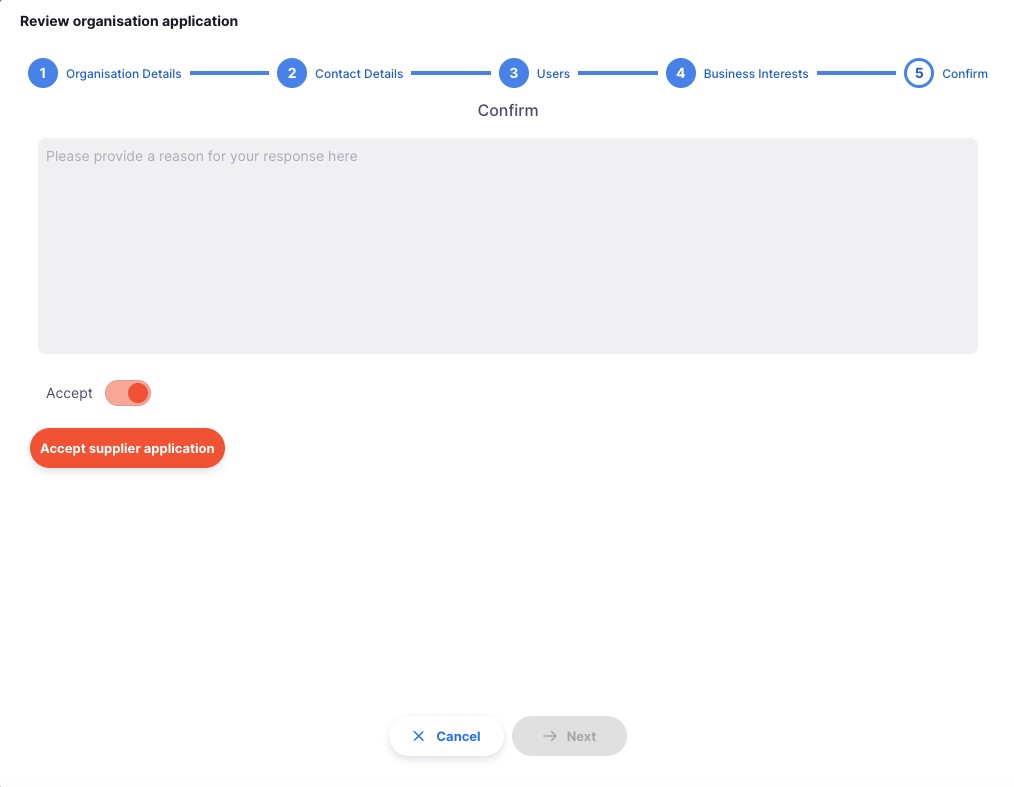 Review organisation application
1 Organisation Details 2 Contact Details 3 Users 4 Business Interests 5 Confirm
Confirm
Please provide a reason for your response here
Accept
Accept supplier application
Cancel Next